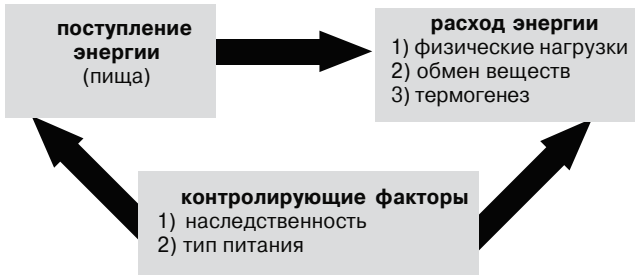 поступление
энергии
(пища)
расход энергии
1) физические нагрузки
2) обмен веществ
3) термогенез
контролирующие факторы
1) наследственность
2) тип питания